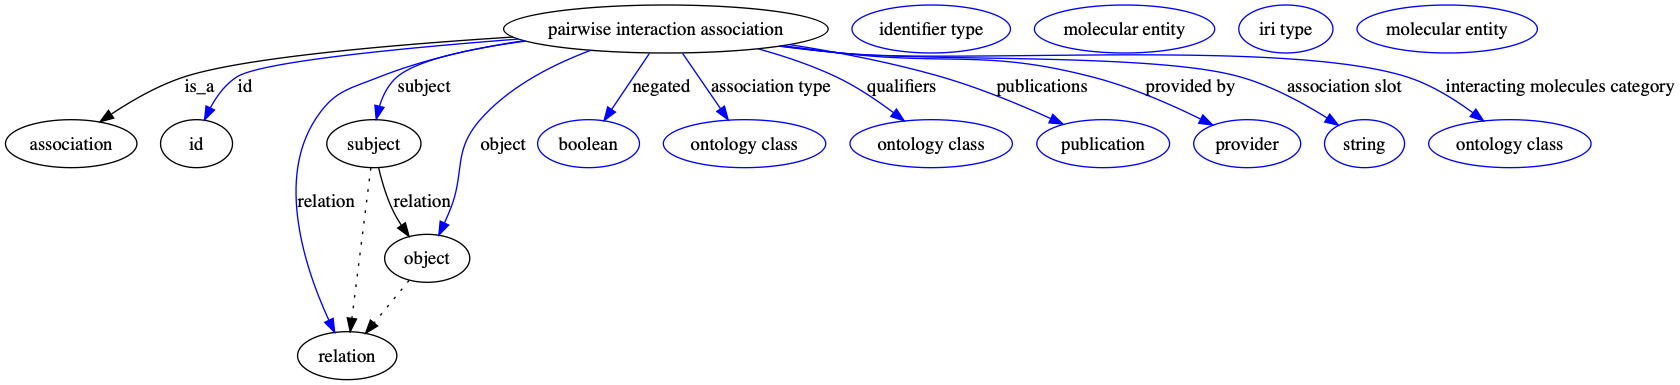 pairwise interaction association
identifier type
molecular entity
iri type
molecular entity
is_a
id
subject
object
negated
association type
qualifiers
publications
provided by
association slot
interacting molecules category
association
id
subject
boolean
ontology class
ontology class
publication
provider
string
ontology class
relation
relation
object
relation